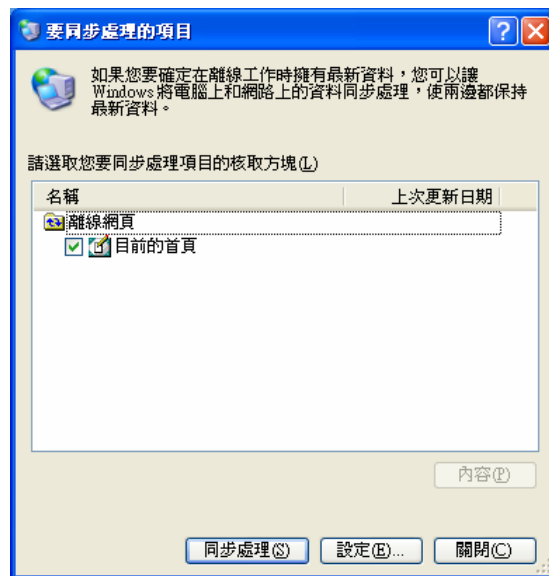 要同步處理的項目
如果您要確定在離線工作時擁有最新資料，您可以讓
Windows 將電腦上和網路上的資料同步處理，使兩邊都保持
最新資料。
請選取您要同步處理項目的核取方塊(L)
名稱 上次更新日期
離線網頁
目前的首頁
內容(P)
同步處理(S) 設定(E)... 關閉(C)